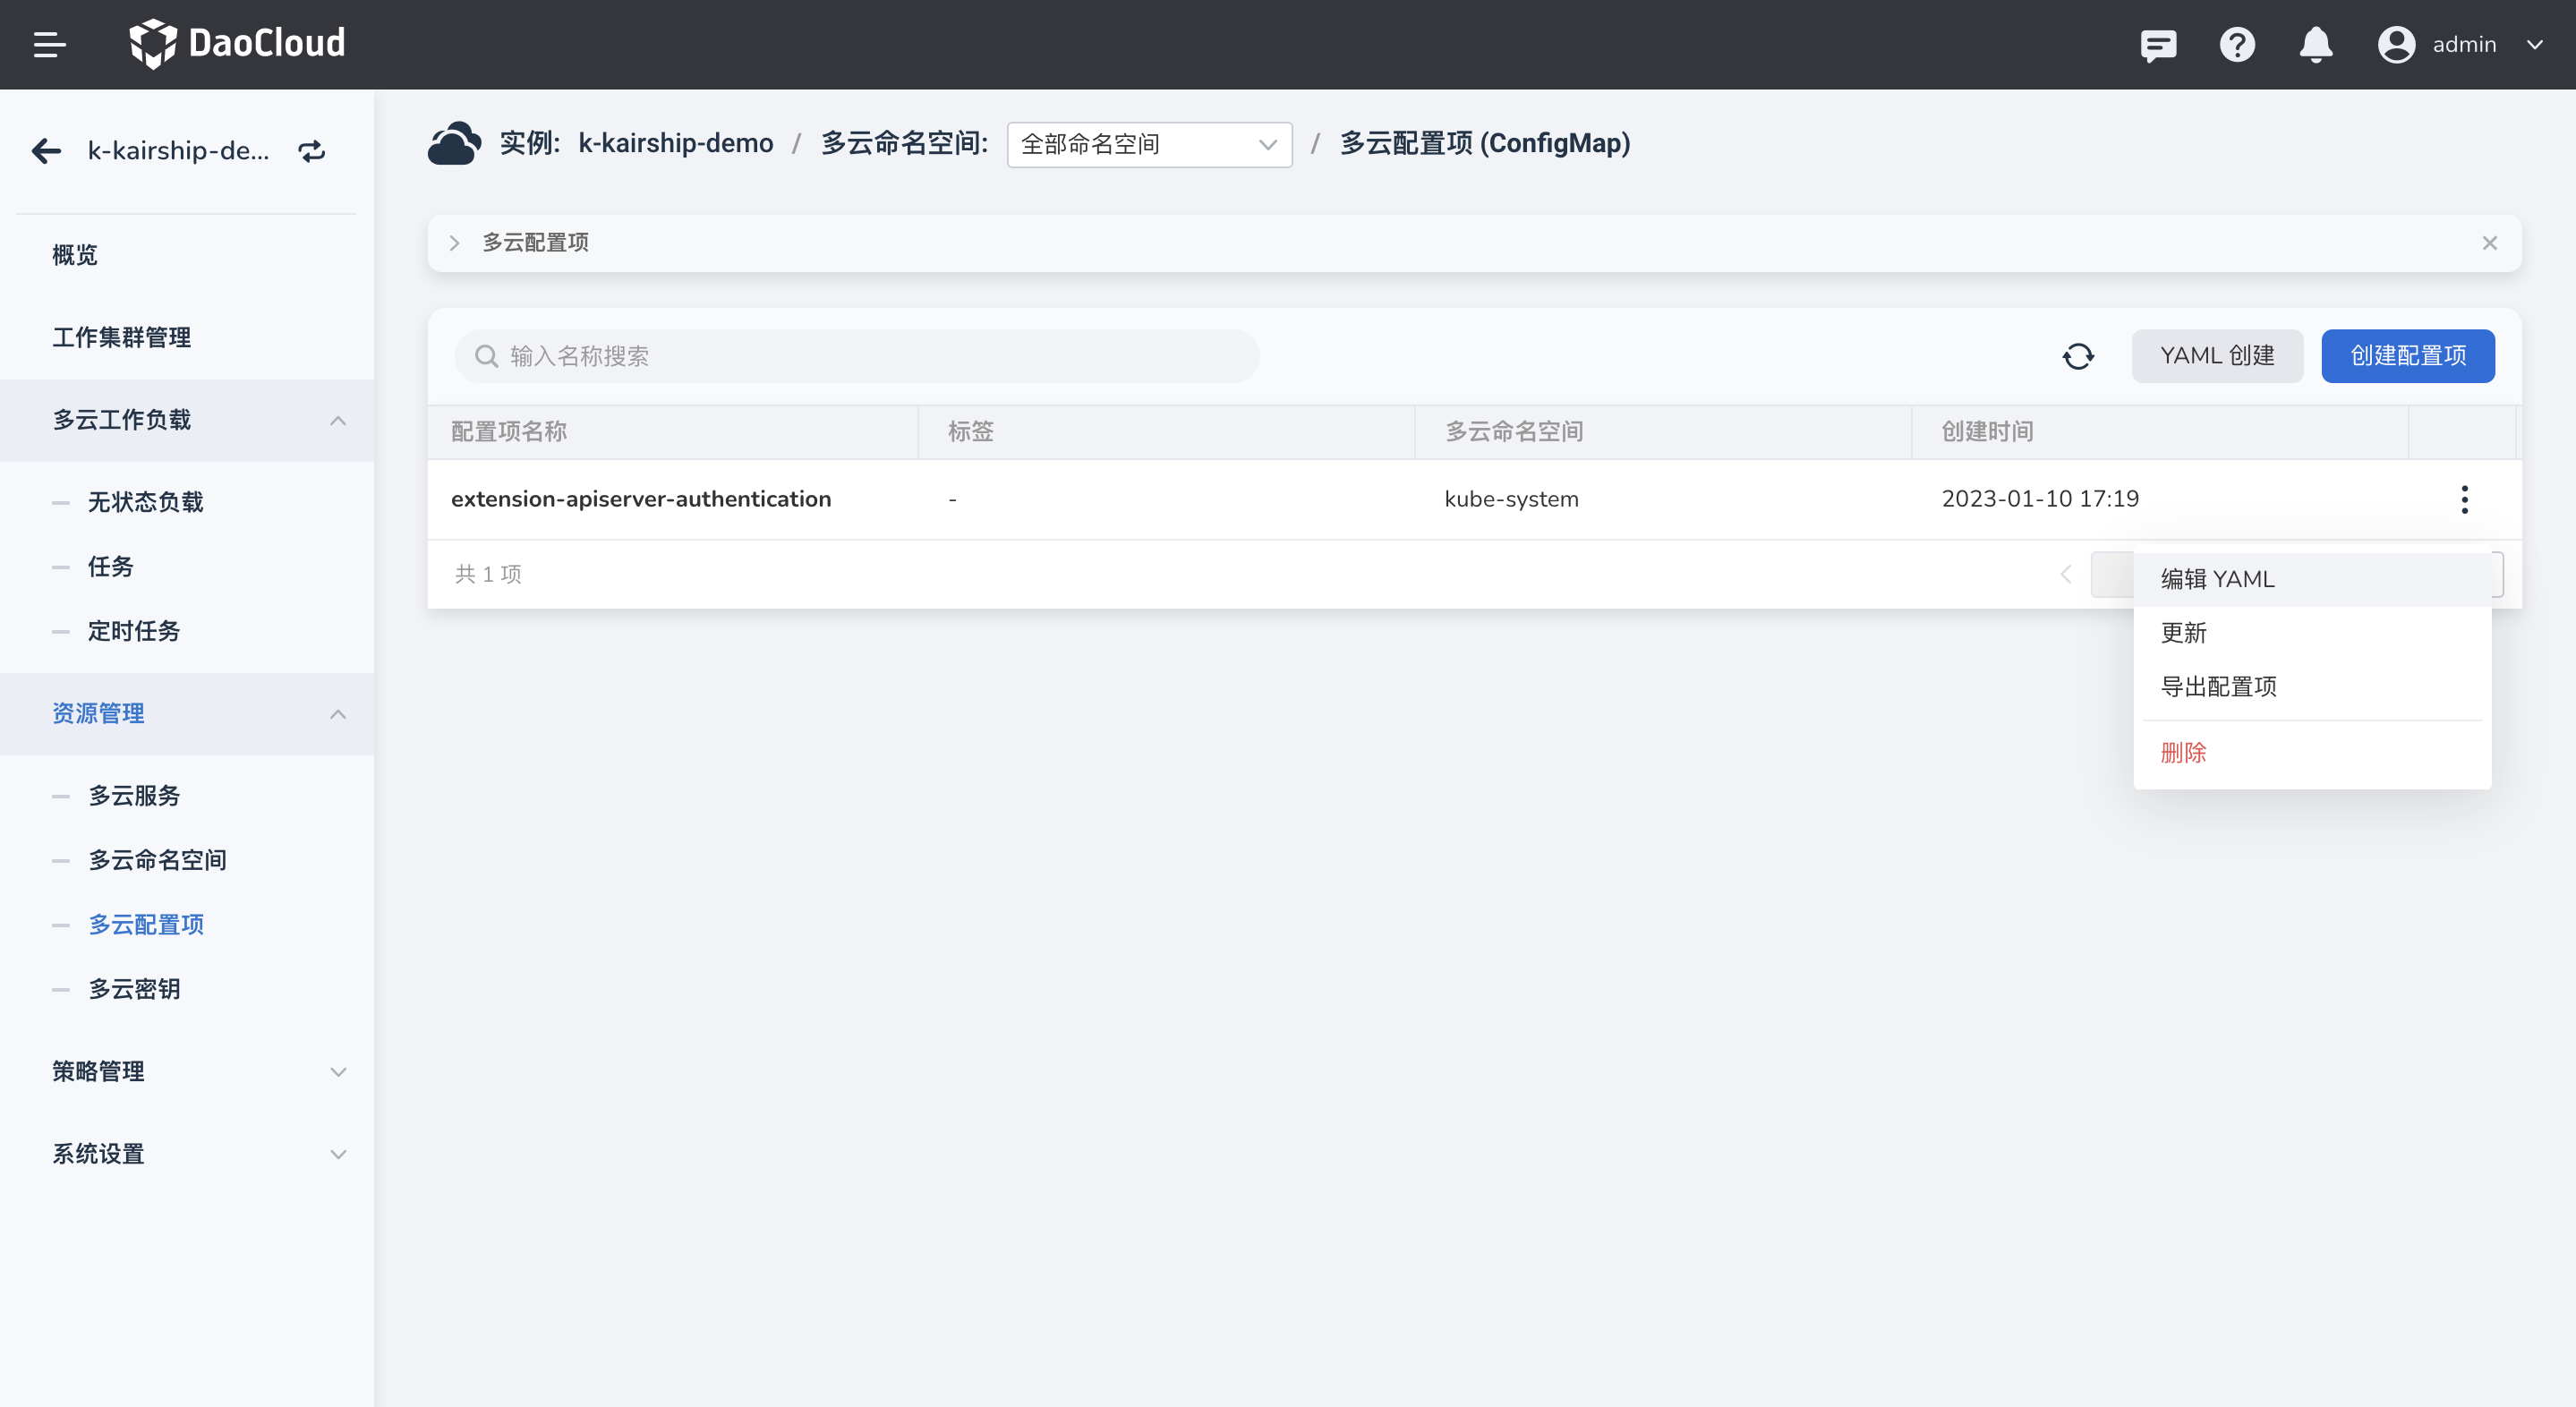 DaoCloud
admin
k-kairship-de...
概览
工作集群管理
多云工作负载
无状态负载
任务
定时任务
资源管理
多云服务
多云命名空间
多云配置项
多云密钥
策略管理
系统设置
实例: k-kairship-demo / 多云命名空间: 全部命名空间 / 多云配置项 (ConfigMap)
多云配置项
输入名称搜索
YAML 创建
创建配置项
配置项名称 标签 多云命名空间 创建时间
extension-apiserver-authentication - kube-system 2023-01-10 17:19
共 1 项
编辑 YAML
更新
导出配置项
删除